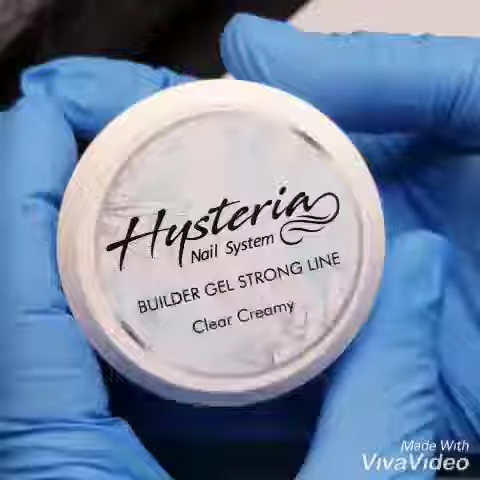 Hysteria
Nail System
BUILDER GEL STRONG LINE
Clear Creamy
Made With
VivaVideo